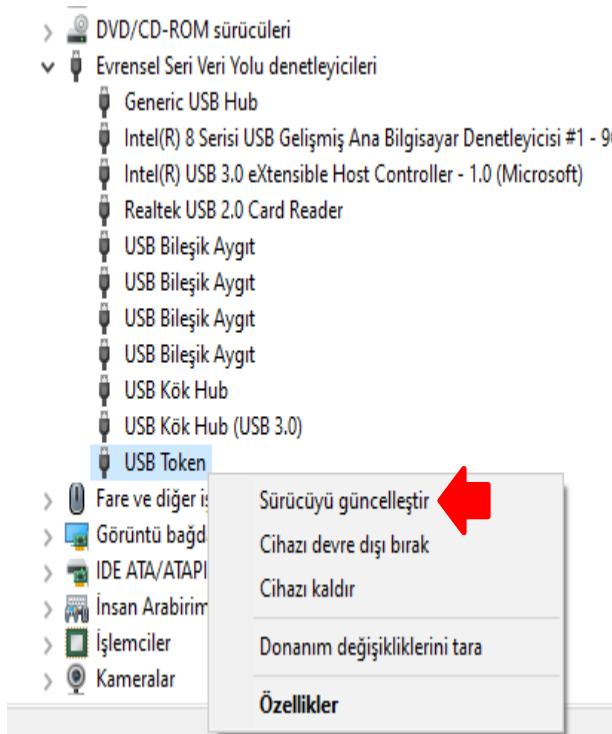 DVD/CD-ROM sürücüleri
Evrensel Seri Veri Yolu denetleyicileri
Generic USB Hub
Intel(R) 8 Serisi USB Gelişmiş Ana Bilgisayar Denetleyicisi #1 -
Intel(R) USB 3.0 eXtensible Host Controller - 1.0 (Microsoft)
Realtek USB 2.0 Card Reader
USB Bileşik Aygıt
USB Bileşik Aygıt
USB Bileşik Aygıt
USB Bileşik Aygıt
USB Kök Hub
USB Kök Hub (USB 3.0)
USB Token
Fare ve diğer
Görüntü
IDE ATA/ATAPI
İnsan
İşlemciler
Kameralar
Sürücüyü güncelleştir
Cihazı devre dışı bırak
Cihazı kaldır
Donanım değişikliklerini tara
Özellikler